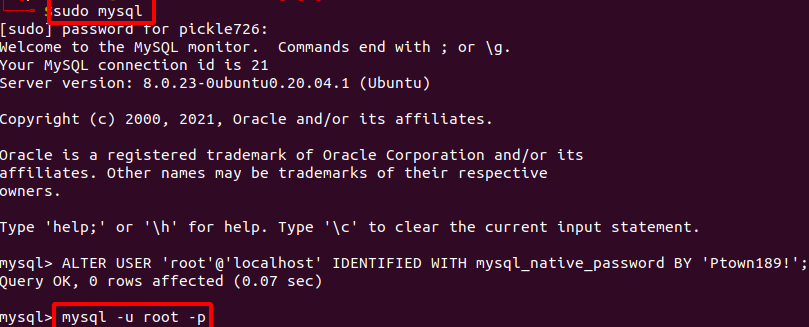 $sudo mysql
[sudo] password for pickle726:
Welcome to the MySQL monitor.  Commands end with ; or \g.
Your MySQL connection id is 21
Server version: 8.0.23-0ubuntu0.20.04.1 (Ubuntu)
Copyright (c) 2000, 2021, Oracle and/or its affiliates.
Oracle is a registered trademark of Oracle Corporation and/or its
affiliates. Other names may be trademarks of their respective
owners.
Type 'help;' or '\h' for help. Type '\c' to clear the current input statement.
mysql> ALTER USER 'root'@'localhost' IDENTIFIED WITH mysql_native_password BY 'Ptown189!';
Query OK, 0 rows affected (0.07 sec)
mysql> mysql -u root -p